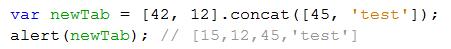 var newTab = [42, 12].concat([45, 'test']);
alert(newTab); // [15,12,45,'test']